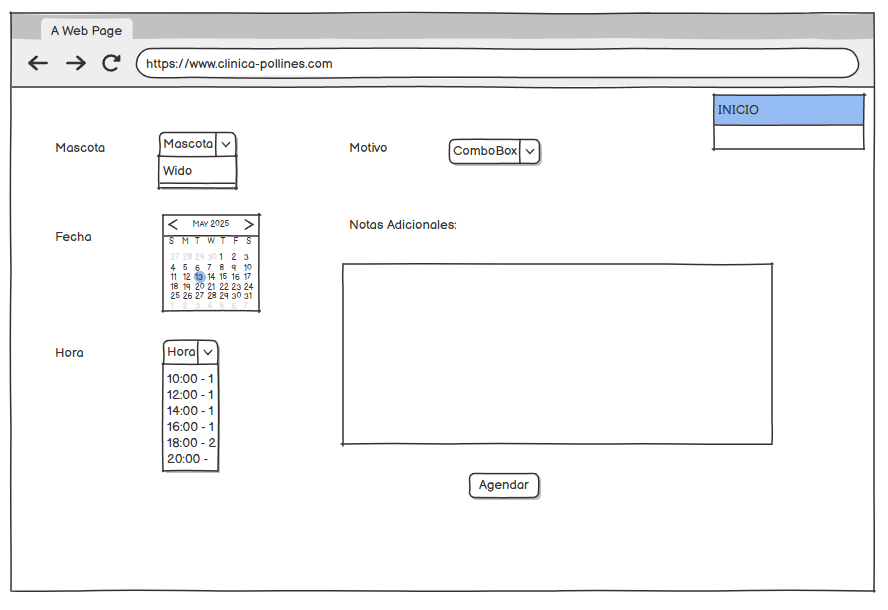 A Web Page
https://www.clinica-pollines.com
INICIO
Mascota
Mascota
Wido
Motivo
ComboBox
Fecha
MAY 2025
S M T W T F S
27 28 29 30 1 2 3
4 5 6 7 8 9 10
11 12 13 14 15 16 17
18 19 20 21 22 23 24
25 26 27 28 29 30 31
1 2 3 4 5 6 7
Notas Adicionales:
Hora
Hora
10:00 - 1
12:00 - 1
14:00 - 1
16:00 - 1
18:00 - 2
20:00 -
Agendar